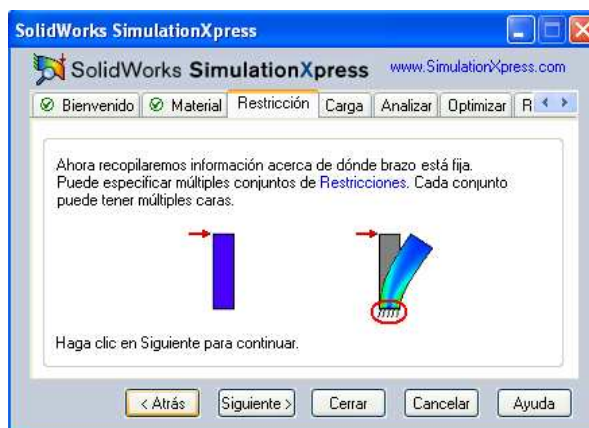 SolidWorks SimulationXpress
SolidWorks SimulationXpress www.SimulationXpress.com
Bienvenido Material Restricción Carga Analizar Optimizar R
Ahora recopilaremos información acerca de dónde brazo está fija.
Puede especificar múltiples conjuntos de Restricciones. Cada conjunto
puede tener múltiples caras.
Haga clic en Siguiente para continuar.
< Atrás Siguiente > Cerrar Cancelar Ayuda